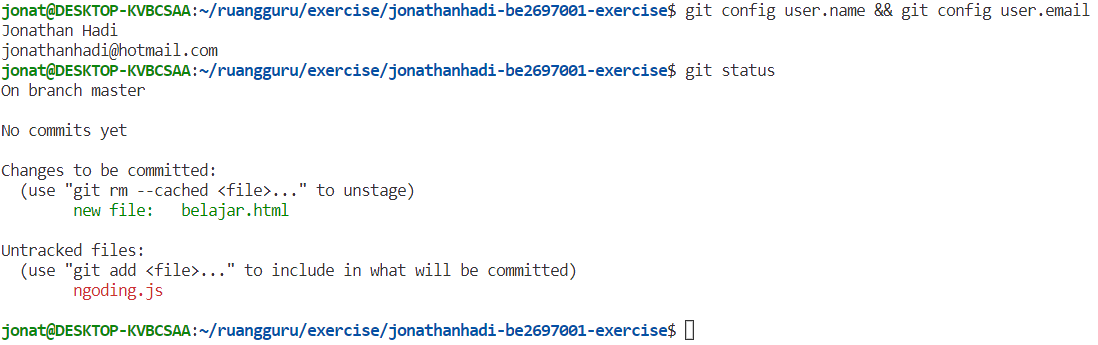 jonat@DESKTOP-KVBCSAA:~/ruangguru/exercise/jonathanhadi-be2697001-exercise$ git config user.name && git config user.email
Jonathan Hadi
jonathanhadi@hotmail.com
jonat@DESKTOP-KVBCSAA:~/ruangguru/exercise/jonathanhadi-be2697001-exercise$ git status
On branch master
No commits yet
Changes to be committed:
  (use "git rm --cached <file>..." to unstage)
        new file:   belajar.html
Untracked files:
  (use "git add <file>..." to include in what will be committed)
        ngoding.js
jonat@DESKTOP-KVBCSAA:~/ruangguru/exercise/jonathanhadi-be2697001-exercise$